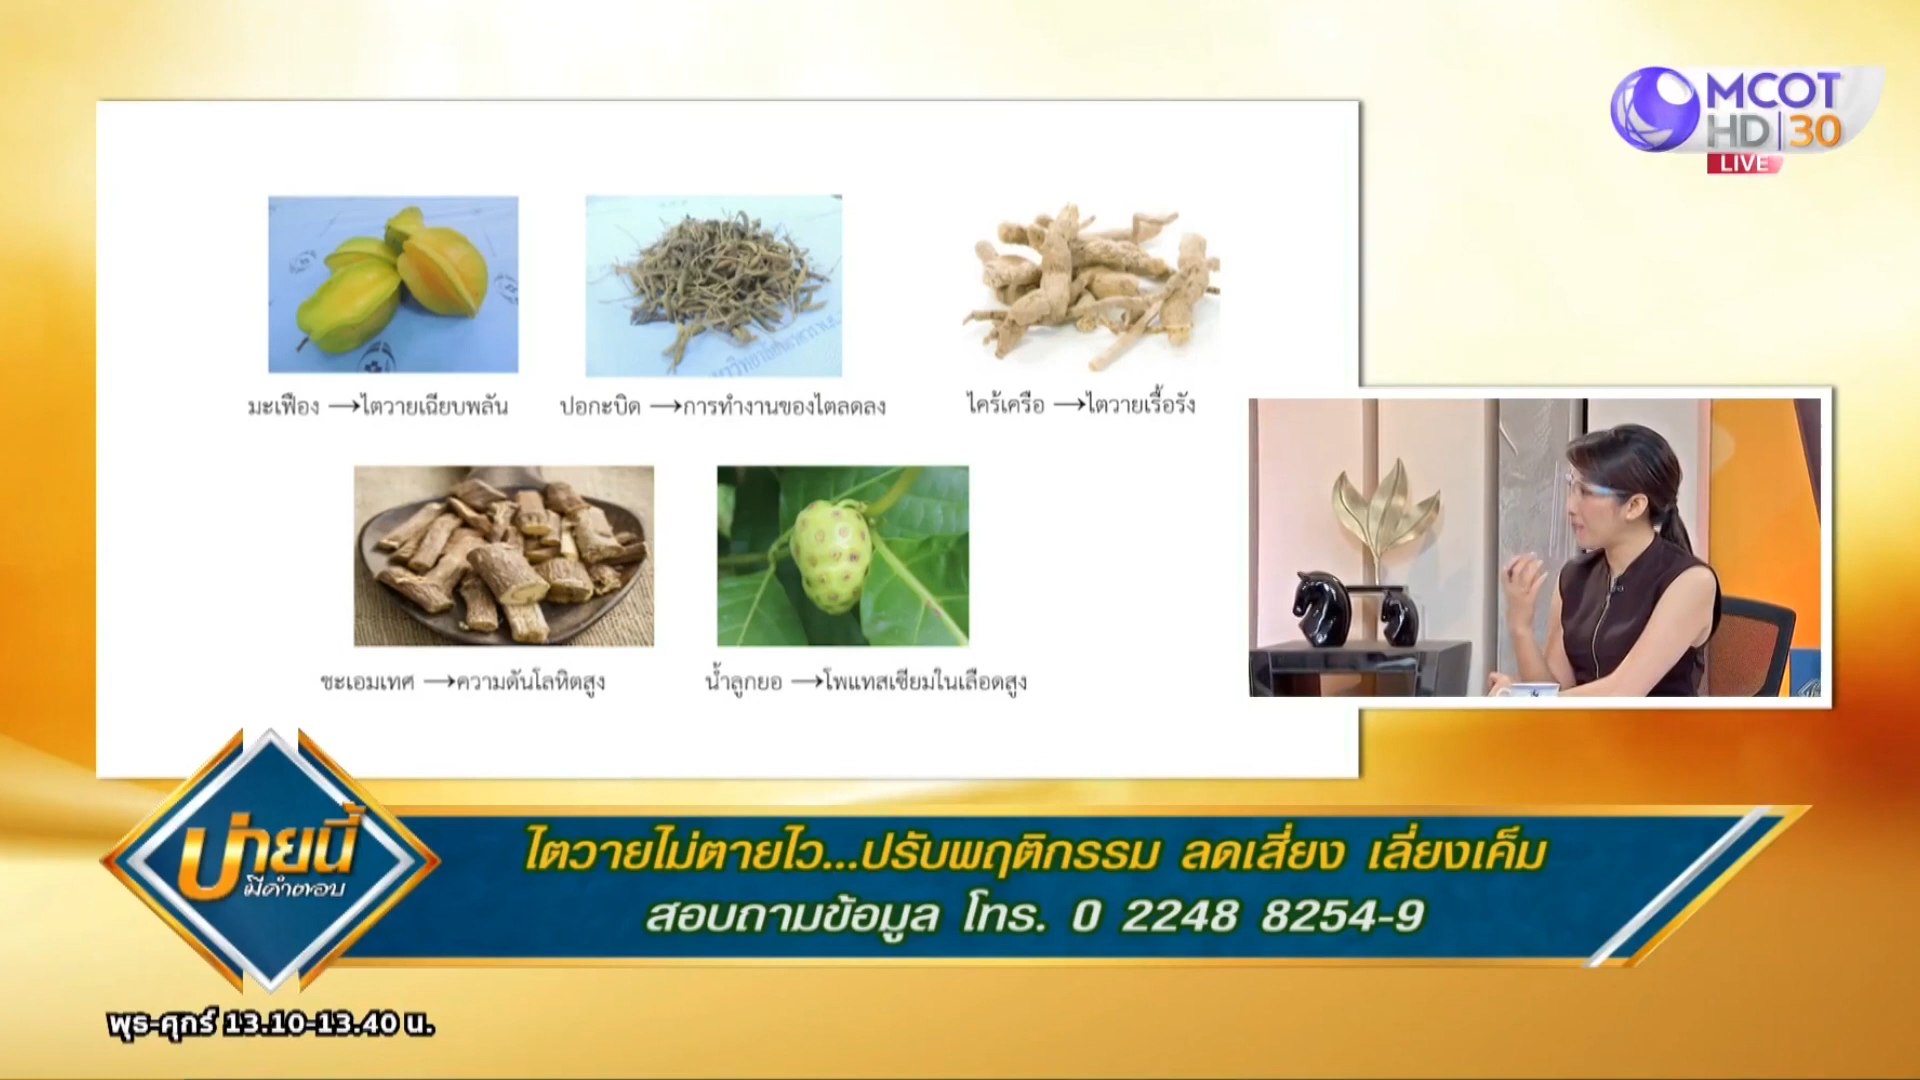 MCOT
HD 30
LIVE
มะเฟือง →ไตวายเฉียบพลัน
ปอกะบิด →การทำงานของไตลดลง
ไคร้เครือ →ไตวายเรื้อรัง
ชะเอมเทศ →ความดันโลหิตสูง
น้ำลูกยอ →โพแทสเซียมในเลือดสูง
บ่ายนี้
มีคำตอบ
ไตวายไม่ตายไว...ปรับพฤติกรรม ลดเสี่ยง เลี่ยงเค็ม
สอบถามข้อมูล โทร. 0 2248 8254-9
พุธ-ศุกร์ 13.10-13.40 น.